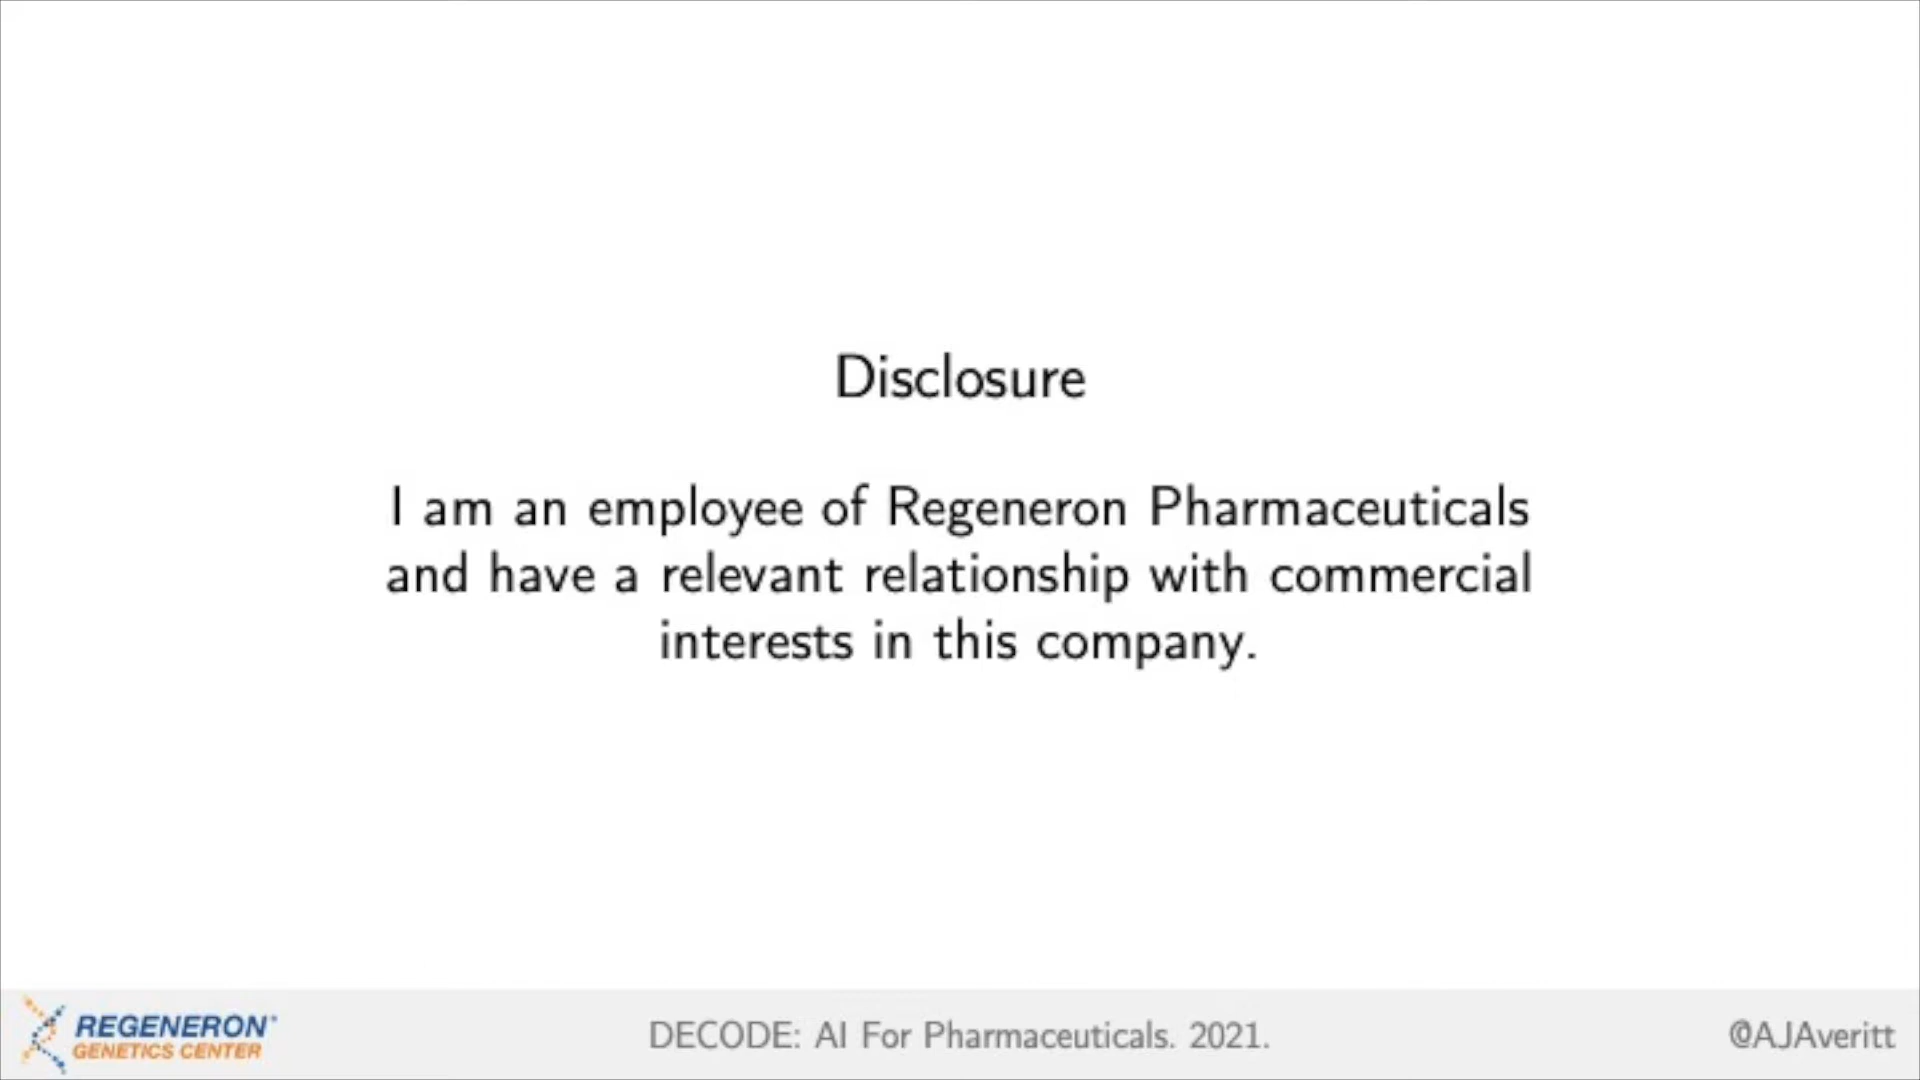 Disclosure
I am an employee of Regeneron Pharmaceuticals
and have a relevant relationship with commercial
interests in this company.
REGENERON®
GENETICS CENTER
DECODE: AI For Pharmaceuticals. 2021.
@AJAveritt